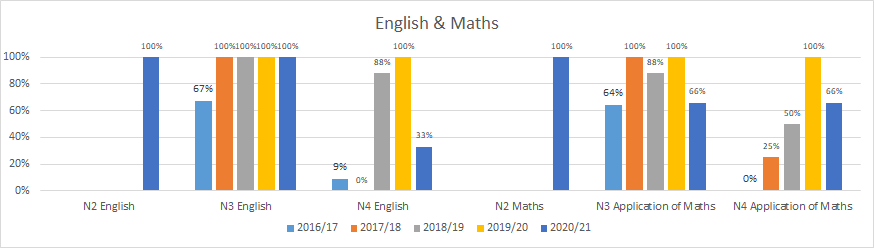 English & Maths
100% 100% 100% 100% 100% 100% 100% 100% 100% 100%
100%
88% 88%
80%
67% 64% 66% 66%
60%
50%
40%
33%
25%
20%
9% 0% 0%
0%
N2 English N3 English N4 English N2 Maths N3 Application of Maths N4 Application of Maths
2016/17 2017/18 2018/19 2019/20 2020/21